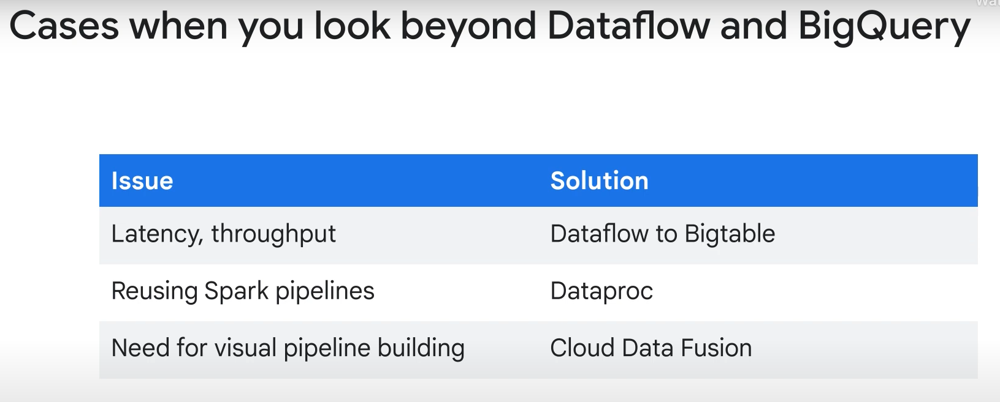 Cases when you look beyond Dataflow and BigQuery
Issue Solution
Latency, throughput Dataflow to Bigtable
Reusing Spark pipelines Dataproc
Need for visual pipeline building Cloud Data Fusion